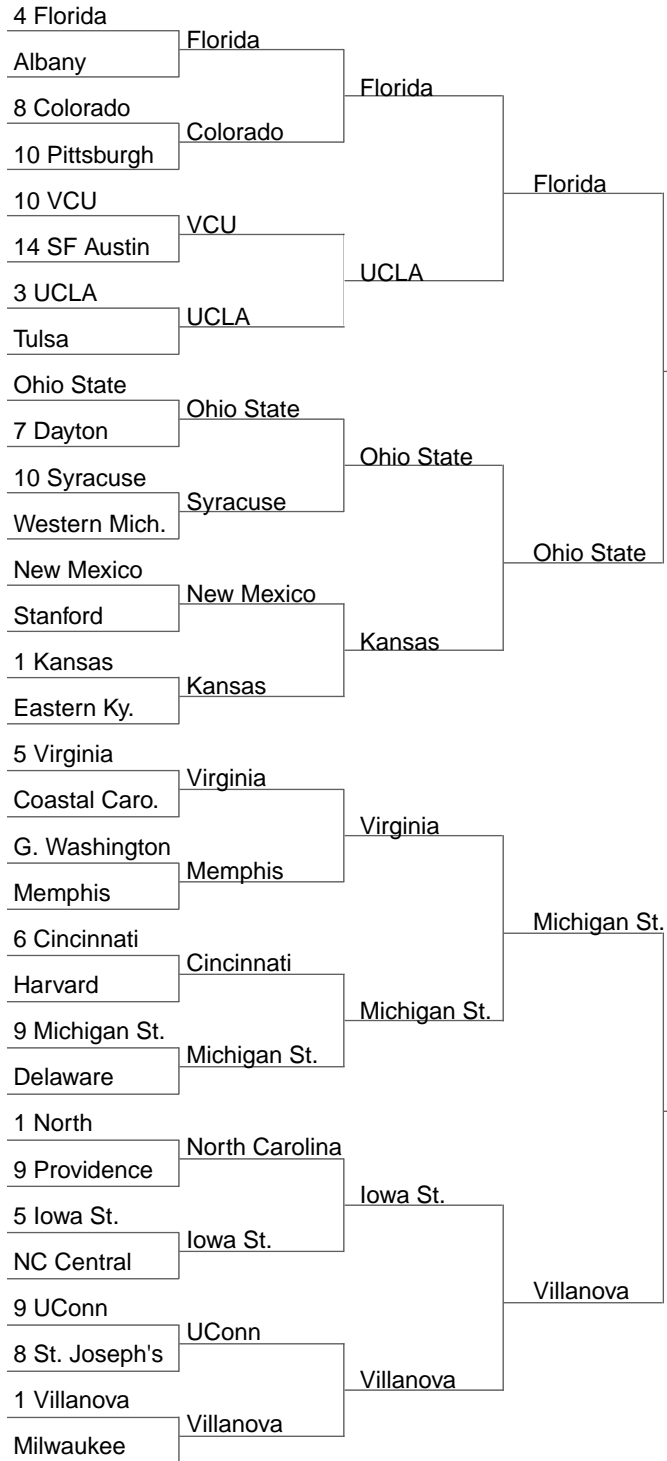 4 Florida
Albany
8 Colorado
10 Pittsburgh
10 VCU
14 SF Austin
3 UCLA
Tulsa
Ohio State
7 Dayton
10 Syracuse
Western Mich.
New Mexico
Stanford
1 Kansas
Eastern Ky.
5 Virginia
Coastal Caro.
G. Washington
Memphis
6 Cincinnati
Harvard
9 Michigan St.
Delaware
1 North
9 Providence
5 Iowa St.
NC Central
9 UConn
8 St. Joseph's
1 Villanova
Milwaukee
Florida
Colorado
VCU
UCLA
Ohio State
Syracuse
New Mexico
Kansas
Virginia
Memphis
Cincinnati
Michigan St.
North Carolina
Iowa St.
UConn
Villanova
Florida
UCLA
Ohio State
Kansas
Virginia
Michigan St.
Iowa St.
Villanova
Florida
Ohio State
Michigan St.
Villanova